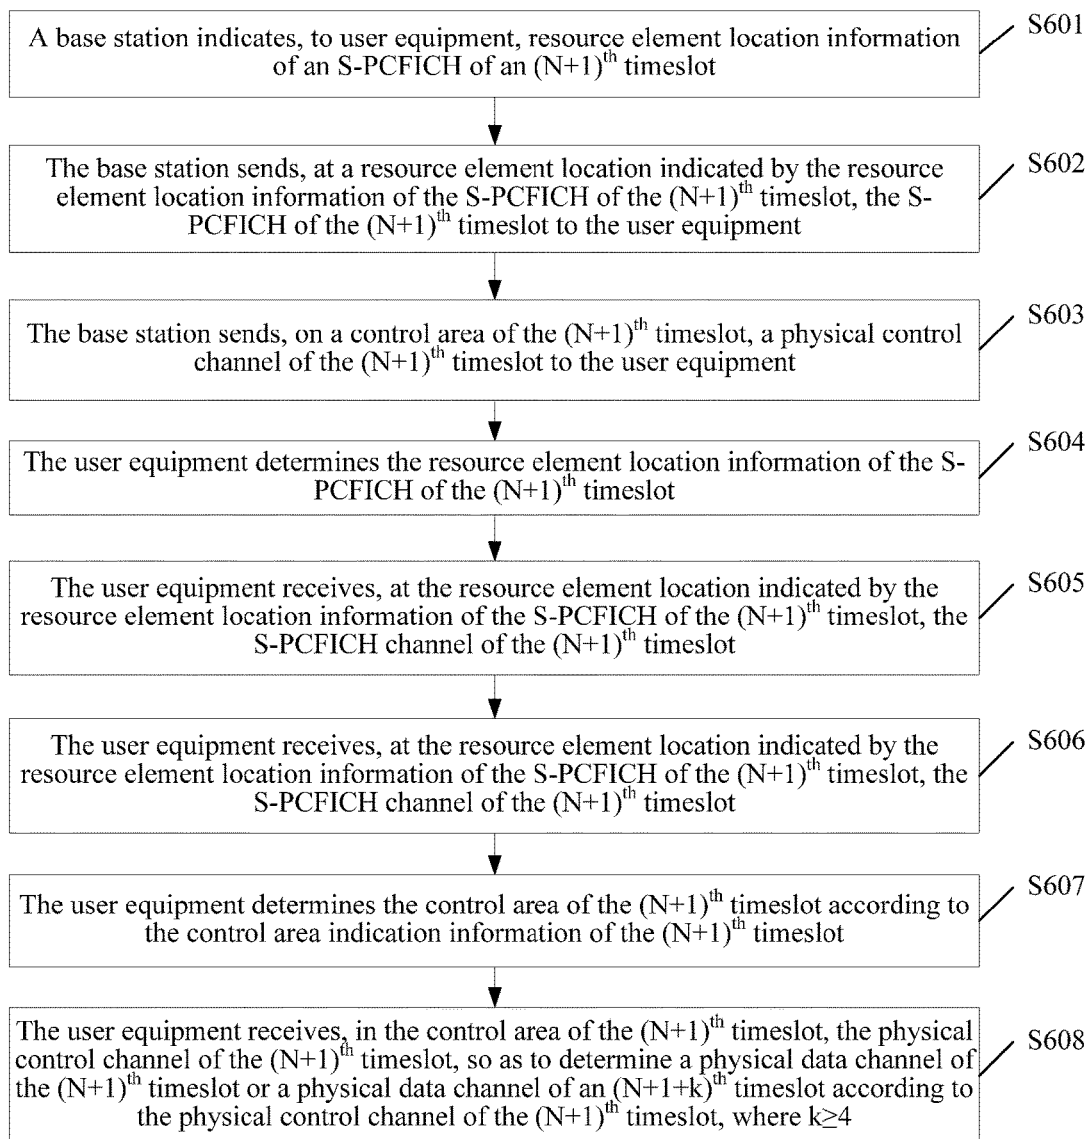 A base station indicates, to user equipment, resource element location information
of an S-PCFICH of an (N+1)th timeslot
S601
The base station sends, at a resource element location indicated by the resource
element location information of the S-PCFICH of the (N+1)th timeslot, the S-
PCFICH of the (N+1)th timeslot to the user equipment
S602
The base station sends, on a control area of the (N+1)th timeslot, a physical control
channel of the (N+1)th timeslot to the user equipment
S603
The user equipment determines the resource element location information of the S-
PCFICH of the (N+1)th timeslot
S604
The user equipment receives, at the resource element location indicated by the
resource element location information of the S-PCFICH of the (N+1)th timeslot, the
S-PCFICH channel of the (N+1)th timeslot
S605
The user equipment receives, at the resource element location indicated by the
resource element location information of the S-PCFICH of the (N+1)th timeslot, the
S-PCFICH channel of the (N+1)th timeslot
S606
The user equipment determines the control area of the (N+1)th timeslot according to
the control area indication information of the (N+1)th timeslot
S607
The user equipment receives, in the control area of the (N+1)th timeslot, the physical
control channel of the (N+1)th timeslot, so as to determine a physical data channel of
the (N+1)th timeslot or a physical data channel of an (N+1+k)th timeslot according to
the physical control channel of the (N+1)th timeslot, where k≥4
S608